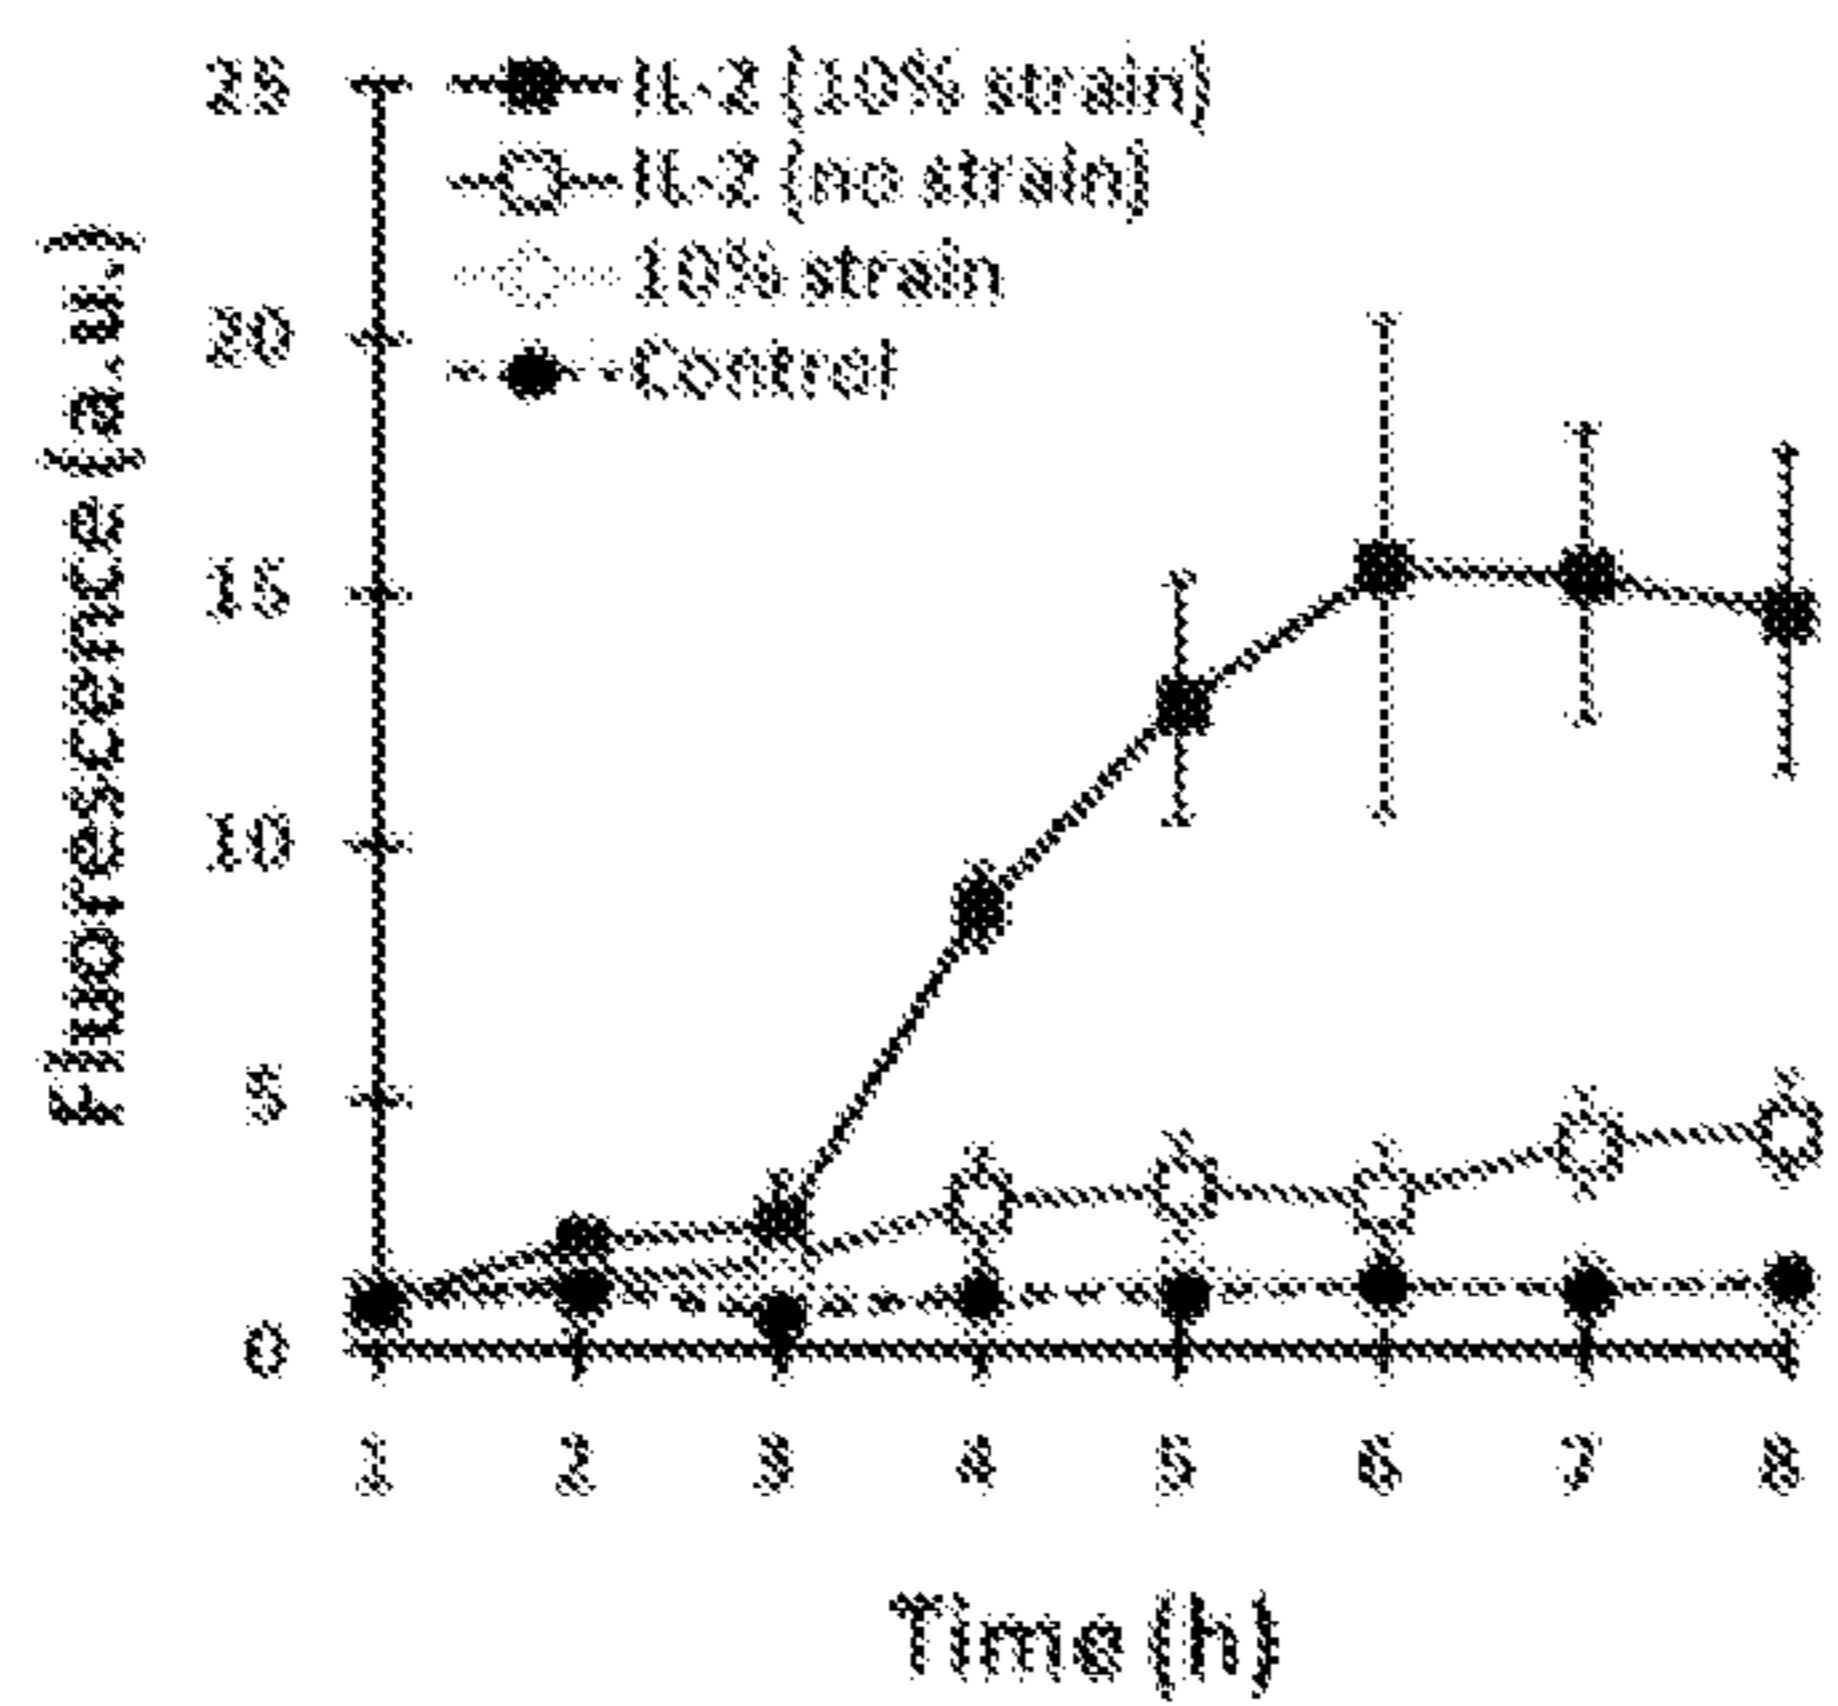 Fluorescence (a.u.)
25
20
15
10
5
0
IL-2 (10% strain)
IL-2 (no strain)
10% strain
Control
1 2 3 4 5 6 7 8
Time (h)